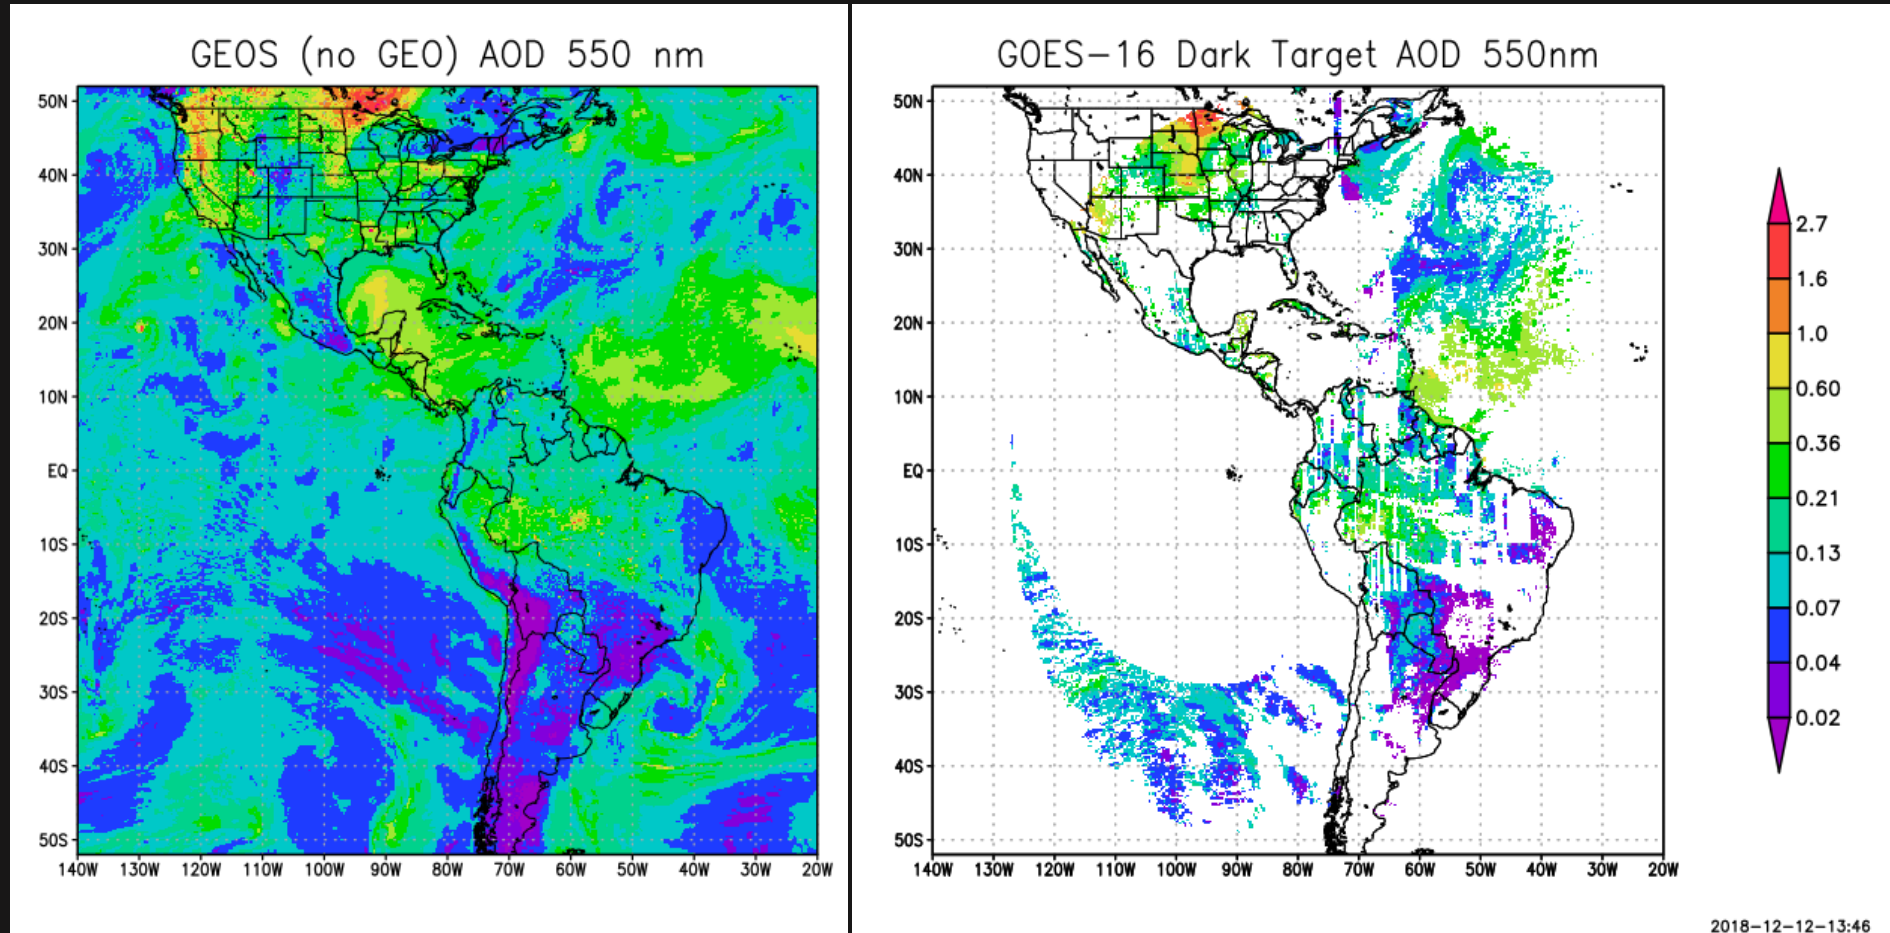 GEOS (no GEO) AOD 550 nm
50N
40N
30N
20N
10N
EQ
10S
20S
30S
40S
50S
140W 130W 120W 110W 100W 90W 80W 70W 60W 50W 40W 30W 20W
GOES-16 Dark Target AOD 550nm
50N
40N
30N
20N
10N
EQ
10S
20S
30S
40S
50S
140W 130W 120W 110W 100W 90W 80W 70W 60W 50W 40W 30W 20W
2.7
1.6
1.0
0.60
0.36
0.21
0.13
0.07
0.04
0.02
2018-12-12-13:46